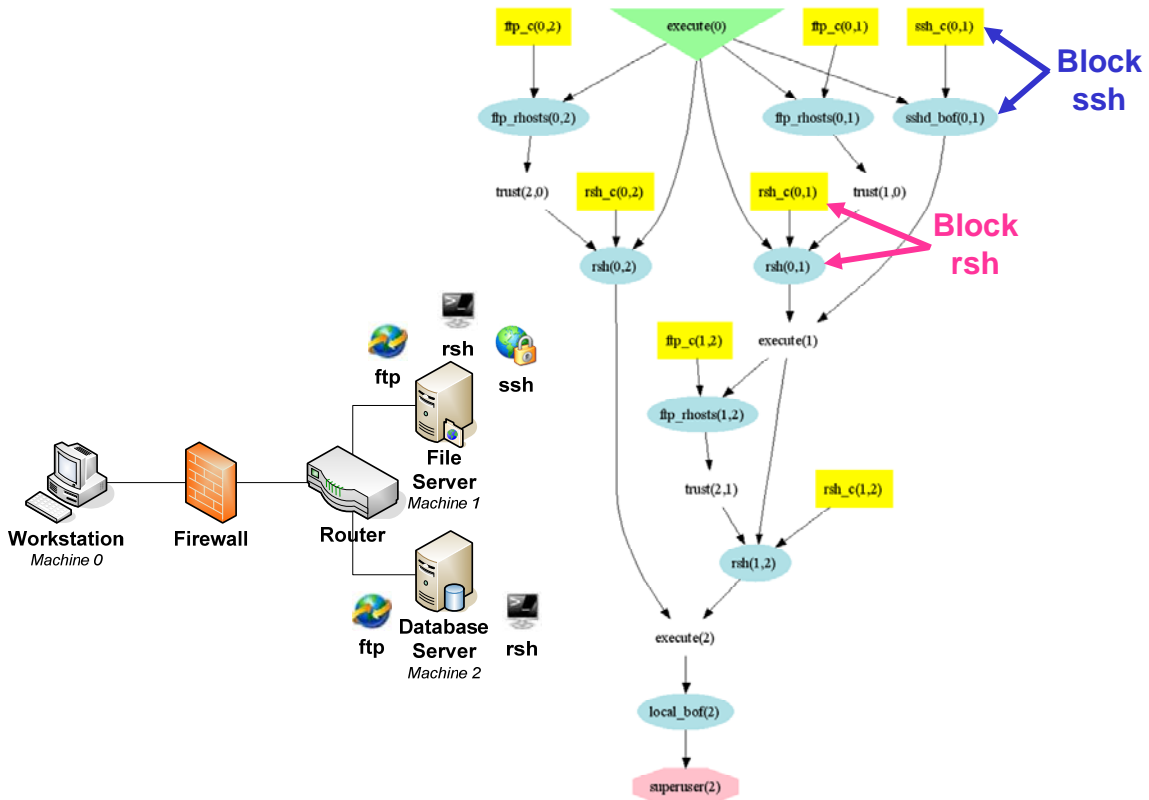 ftp_c(0,2)
execute(0)
ftp_c(0,1)
ssh_c(0,1)
Block
ssh
ftp_rhosts(0,2)
ftp_rhosts(0,1)
sshd_bof(0,1)
trust(2,0)
rsh_c(0,2)
rsh_c(0,1)
trust(1,0)
Block
rsh
rsh(0,2)
rsh(0,1)
rsh
ftp
ssh
ftp_c(1,2)
execute(1)
ftp_rhosts(1,2)
File
Server
Machine 1
trust(2,1)
rsh_c(1,2)
Workstation
Machine 0
Firewall
Router
rsh(1,2)
ftp
Database
Server
Machine 2
rsh
execute(2)
local_bof(2)
superuser(2)